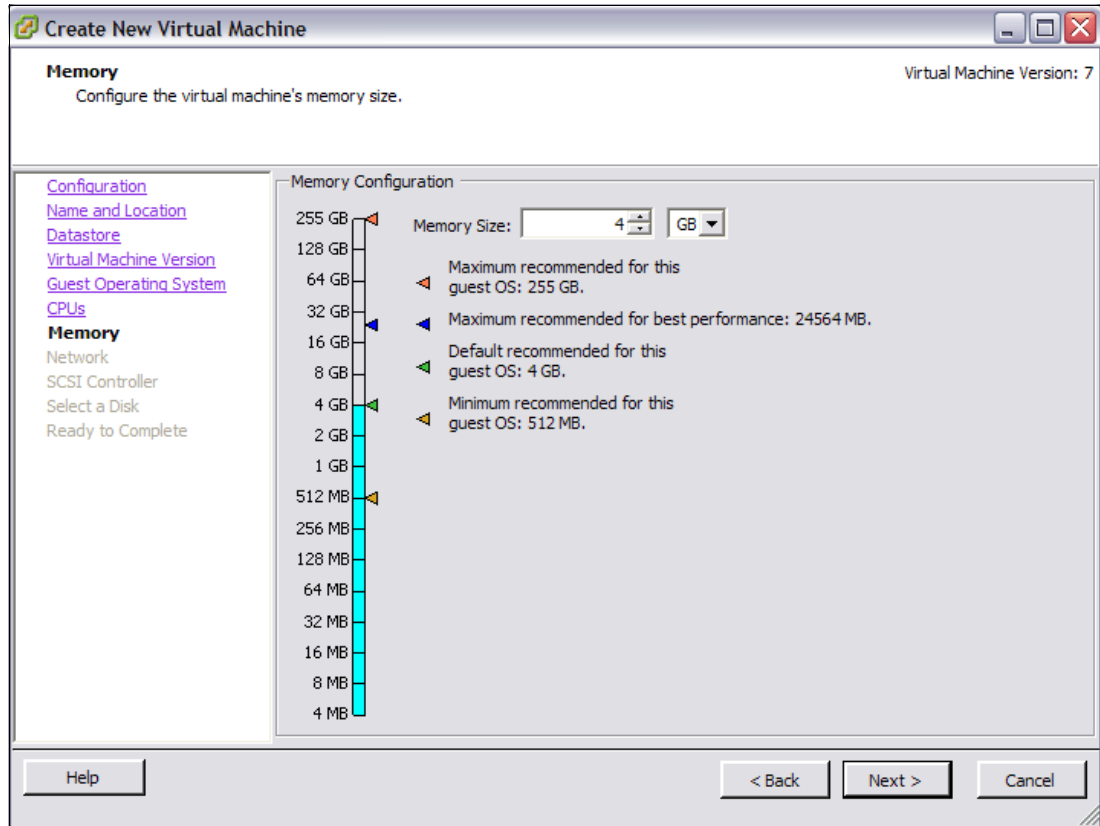 Create New Virtual Machine
Memory
Configure the virtual machine's memory size.
Virtual Machine Version: 7
Configuration
Name and Location
Datastore
Virtual Machine Version
Guest Operating System
CPUs
Memory
Network
SCSI Controller
Select a Disk
Ready to Complete
Memory Configuration
255 GB
128 GB
64 GB
32 GB
16 GB
8 GB
4 GB
2 GB
1 GB
512 MB
256 MB
128 MB
64 MB
32 MB
16 MB
8 MB
4 MB
Memory Size: 4 GB
Maximum recommended for this
guest OS: 255 GB.
Maximum recommended for best performance: 24564 MB.
Default recommended for this
guest OS: 4 GB.
Minimum recommended for this
guest OS: 512 MB.
Help
< Back
Next >
Cancel